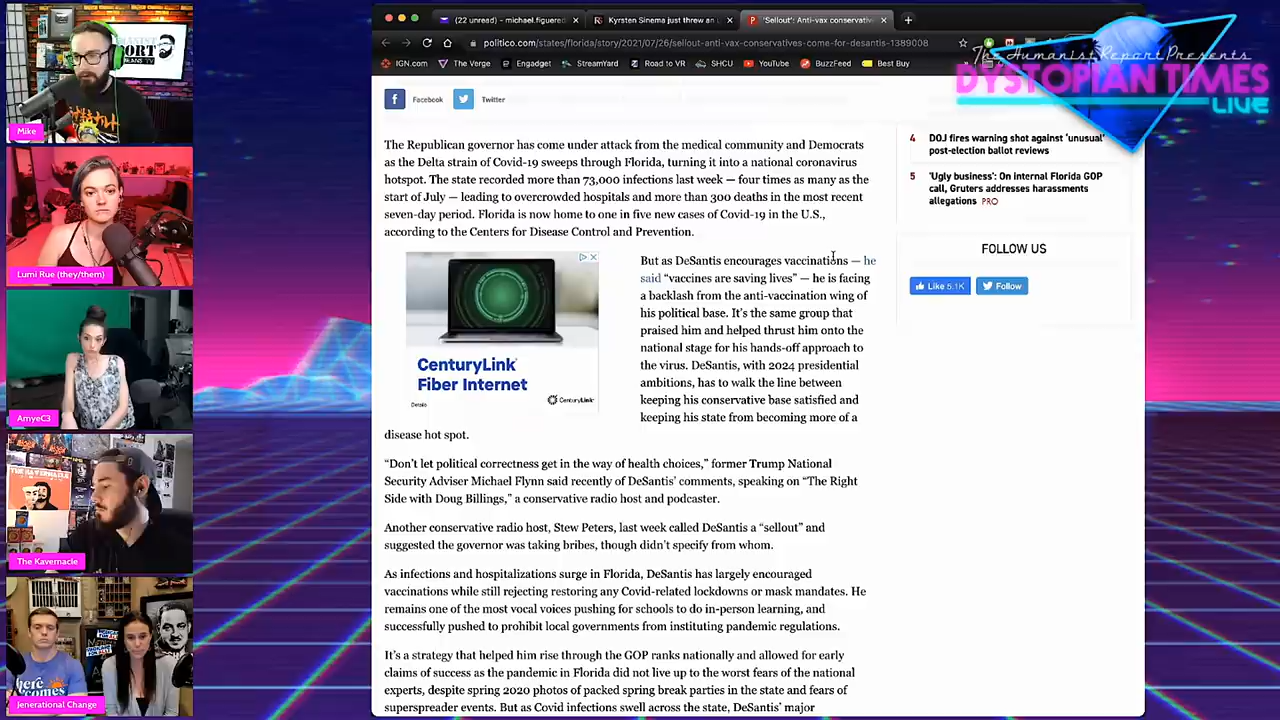 (22 unread) - michael.figuered
Kyrsten Sinema just threw an
'Sellout': Anti-vax conservativ
politico.com/states/florida/story/2021/07/26/sellout-anti-vax-conservatives-come-for-desantis-1389008
IGN
The Verge
Engadget
StreamYard
Road to VR
SHCU
YouTube
BuzzFeed
Best Buy
The Humanist Report Presents
DYSTOPIAN TIMES
LIVE
Mike
Lumi Rue (they/them)
AmyeC3
The Kavernacle
Jenerational Change
Facebook
Twitter
The Republican governor has come under attack from the medical community and Democrats
as the Delta strain of Covid-19 sweeps through Florida, turning it into a national coronavirus
hotspot. The state recorded more than 73,000 infections last week — four times as many as the
start of July — leading to overcrowded hospitals and more than 300 deaths in the most recent
seven-day period. Florida is now home to one in five new cases of Covid-19 in the U.S.,
according to the Centers for Disease Control and Prevention.
CenturyLink
Fiber Internet
Details
CenturyLink
But as DeSantis encourages vaccinations — he
said “vaccines are saving lives” — he is facing
a backlash from the anti-vaccination wing of
his political base. It’s the same group that
praised him and helped thrust him onto the
national stage for his hands-off approach to
the virus. DeSantis, with 2024 presidential
ambitions, has to walk the line between
keeping his conservative base satisfied and
keeping his state from becoming more of a
disease hot spot.
“Don’t let political correctness get in the way of health choices,” former Trump National
Security Adviser Michael Flynn said recently of DeSantis’ comments, speaking on “The Right
Side with Doug Billings,” a conservative radio host and podcaster.
Another conservative radio host, Stew Peters, last week called DeSantis a “sellout” and
suggested the governor was taking bribes, though didn’t specify from whom.
As infections and hospitalizations surge in Florida, DeSantis has largely encouraged
vaccinations while still rejecting restoring any Covid-related lockdowns or mask mandates. He
remains one of the most vocal voices pushing for schools to do in-person learning, and
successfully pushed to prohibit local governments from instituting pandemic regulations.
It’s a strategy that helped him rise through the GOP ranks nationally and allowed for early
claims of success as the pandemic in Florida did not live up to the worst fears of the national
experts, despite spring 2020 photos of packed spring break parties in the state and fears of
superspreader events. But as Covid infections swell across the state, DeSantis’ major
4 DOJ fires warning shot against ‘unusual’
post-election ballot reviews
5 ‘Ugly business’: On internal Florida GOP
call, Gruters addresses harassments
allegations PRO
FOLLOW US
Like 5.1K
Follow